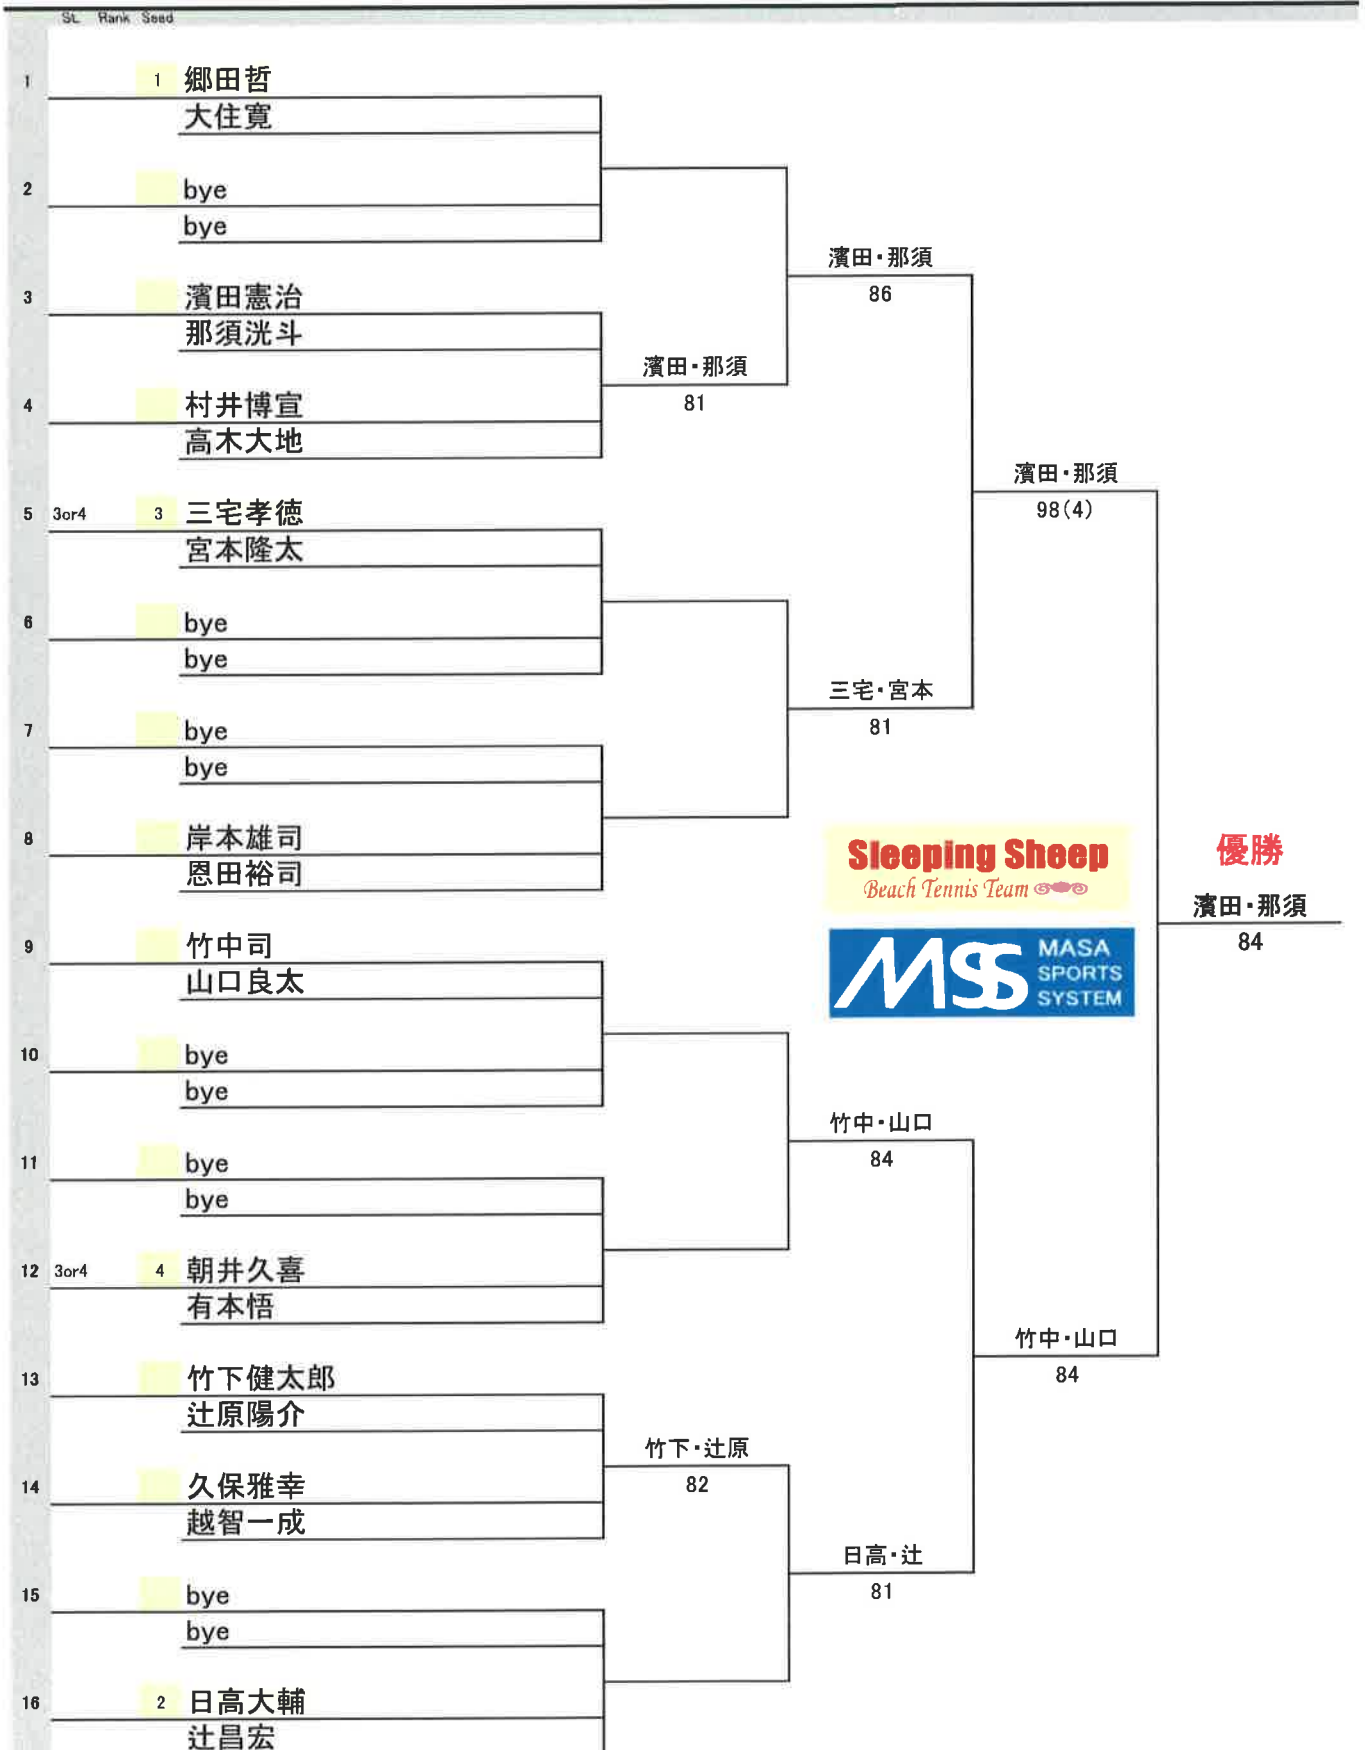 St. Rank Seed
1 1 郷田哲
大住寛
2 bye
bye
濱田・那須
86
3 濱田憲治
那須洸斗
濱田・那須
81
4 村井博宣
高木大地
濱田・那須
98(4)
5 3or4 3 三宅孝徳
宮本隆太
6 bye
bye
三宅・宮本
81
7 bye
bye
8 岸本雄司
恩田裕司
Sleeping Sheep
Beach Tennis Team
優勝
濱田・那須
84
MSS MASA
SPORTS
SYSTEM
9 竹中司
山口良太
10 bye
bye
竹中・山口
84
11 bye
bye
12 3or4 4 朝井久喜
有本悟
竹中・山口
84
13 竹下健太郎
辻原陽介
竹下・辻原
82
14 久保雅幸
越智一成
日高・辻
81
15 bye
bye
16 2 日高大輔
辻昌宏